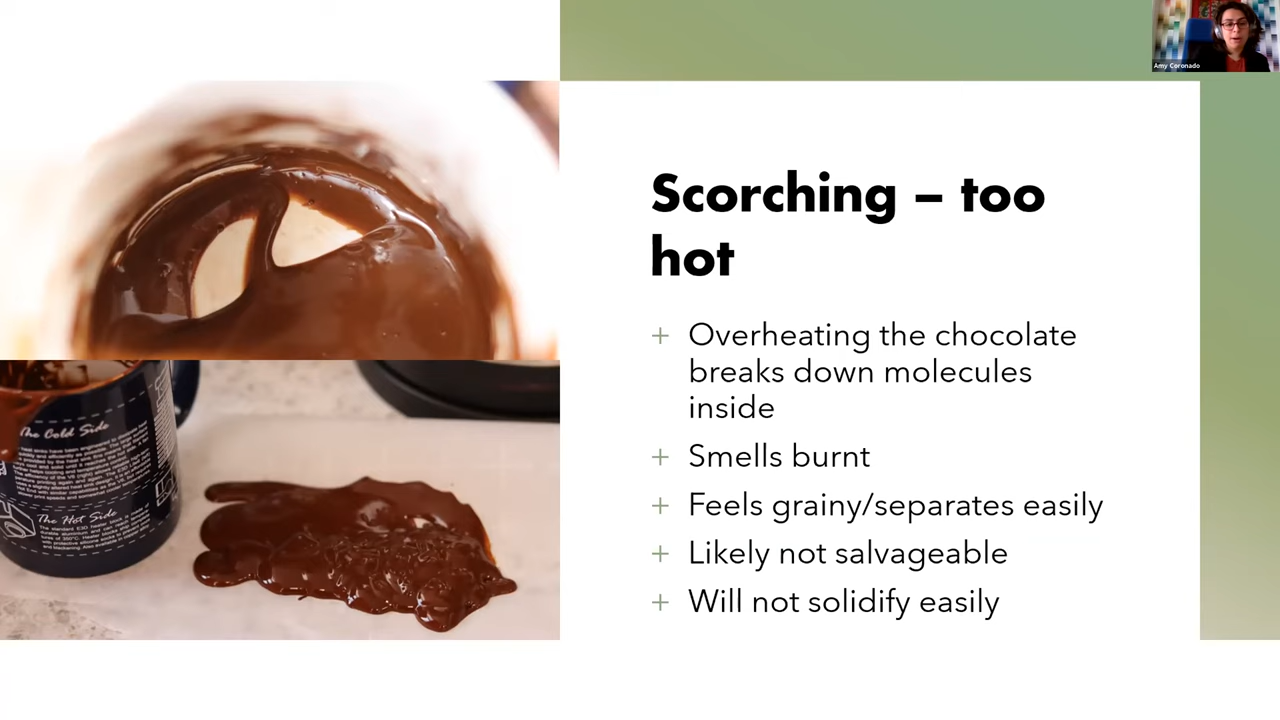 Amy Coronado
Scorching – too
hot
+ Overheating the chocolate
breaks down molecules
inside
+ Smells burnt
+ Feels grainy/separates easily
+ Likely not salvageable
+ Will not solidify easily
The Cold Side
The Hot Side